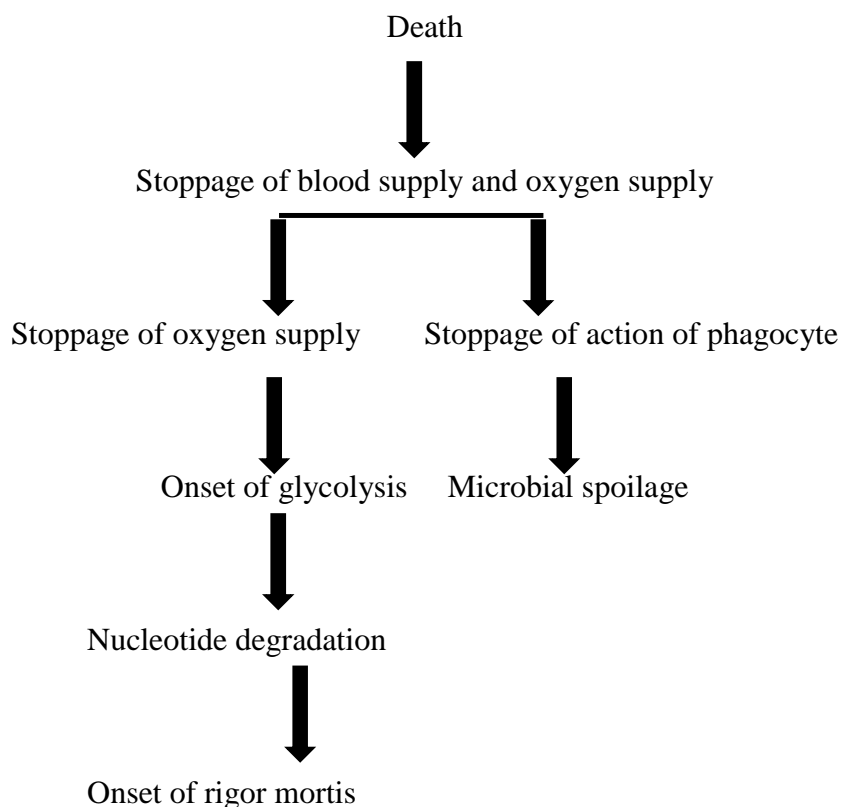 Death
Stoppage of blood supply and oxygen supply
Stoppage of oxygen supply
Stoppage of action of phagocyte
Onset of glycolysis
Microbial spoilage
Nucleotide degradation
Onset of rigor mortis